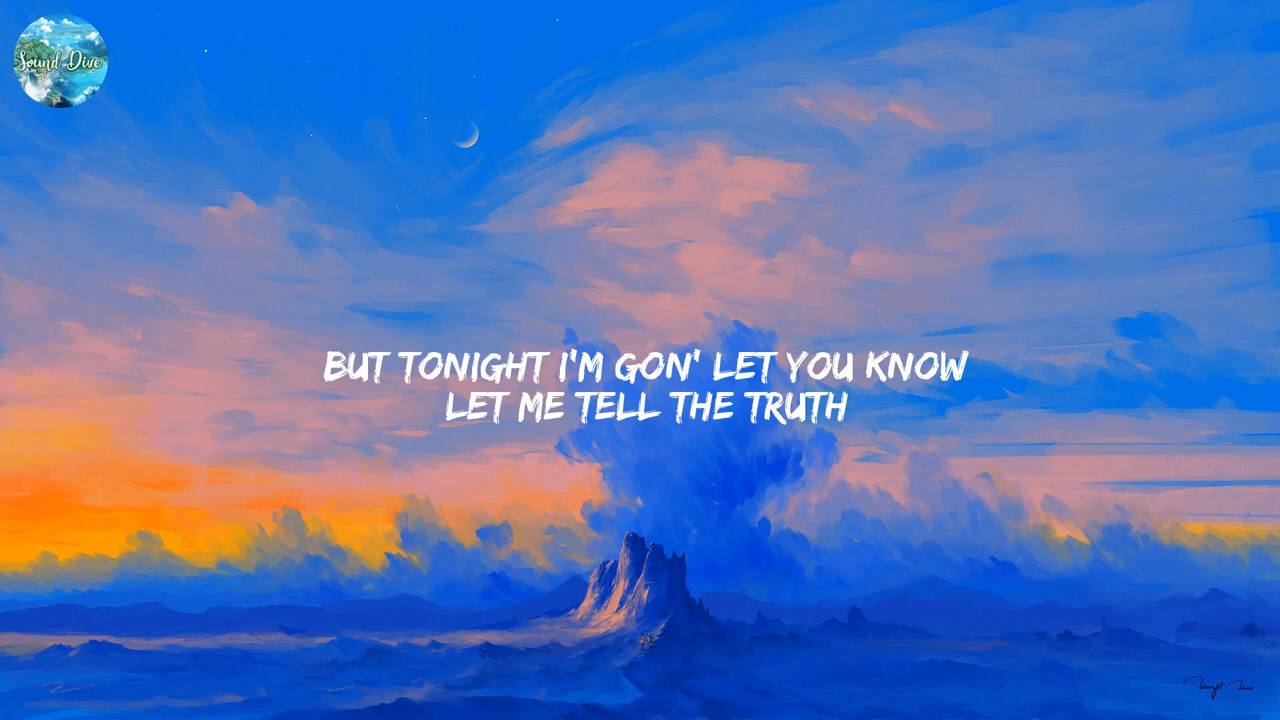 Sound Dive
BUT TONIGHT I'M GON' LET YOU KNOW
LET ME TELL THE TRUTH